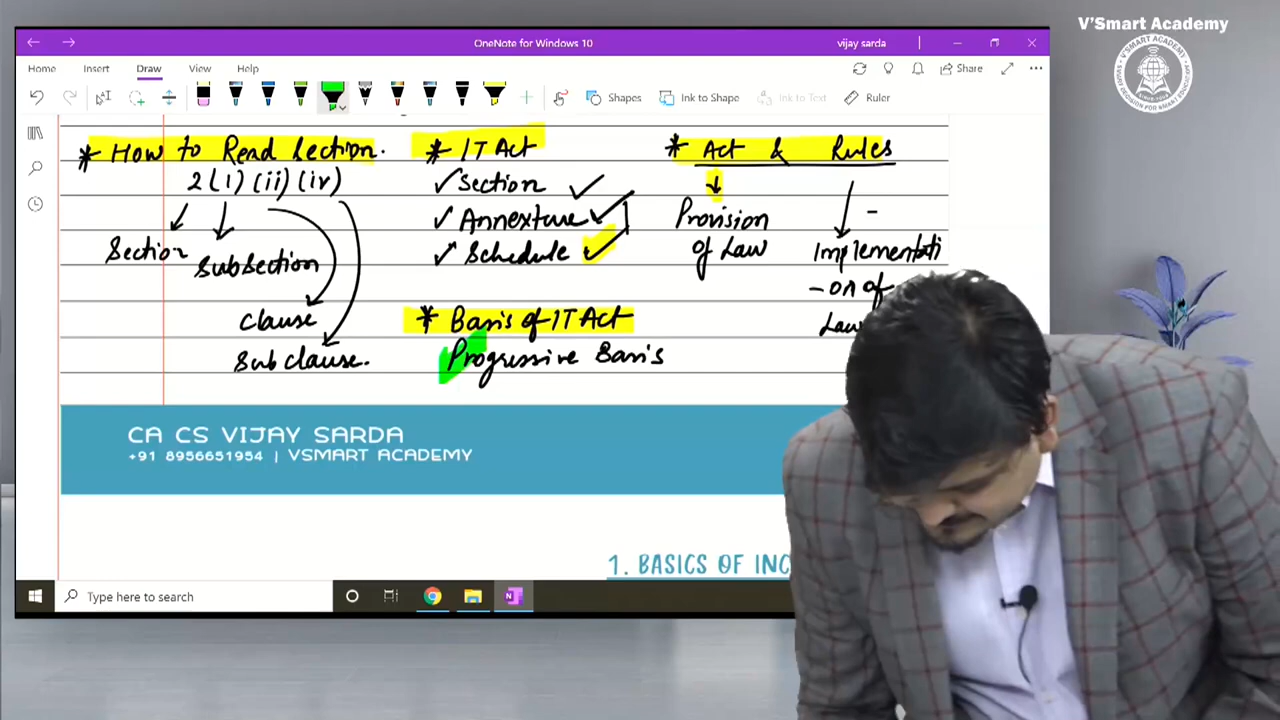 V'Smart Academy
OneNote for Windows 10
vijay sarda
Home Insert Draw View Help
Share
Shapes
Ink to Shape
Ink to Text
Ruler
* How to Read Section.
2(i) (ii) (iv)
Section
Subsection
Clause
Sub clause.
* IT Act
✓ Section ✓
✓ Annexture ✓
✓ Schedule ✓
* Basis of IT Act
Progressive Basis
* Act & Rules
Provision
of Law
Implementati
-on of
Law
CA CS VIJAY SARDA
+91 8956651954 | VSMART ACADEMY
1. BASICS OF INC
Type here to search